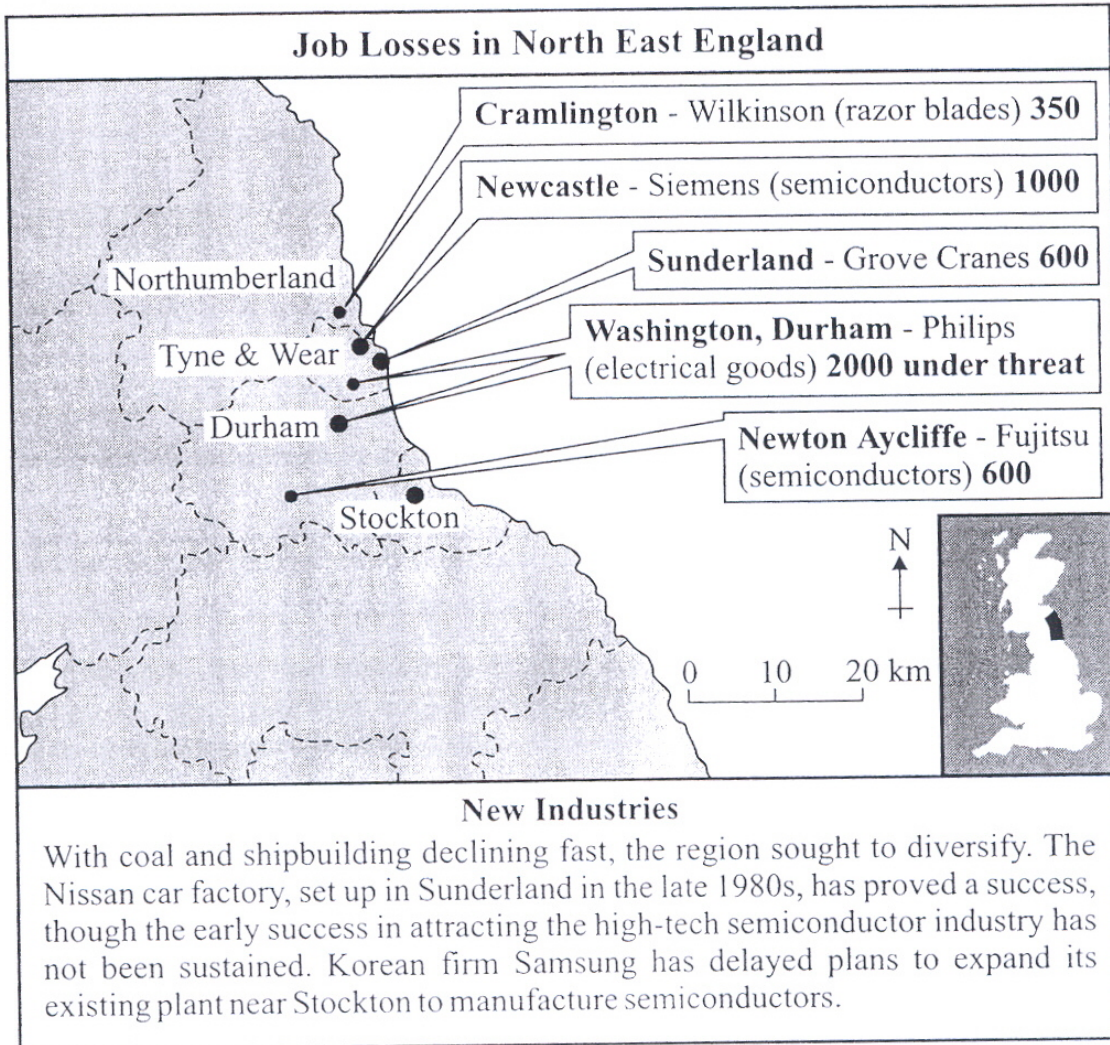 Job Losses in North East England
Cramlington - Wilkinson (razor blades) 350
Newcastle - Siemens (semiconductors) 1000
Sunderland - Grove Cranes 600
Washington, Durham - Philips
(electrical goods) 2000 under threat
Newton Aycliffe - Fujitsu
(semiconductors) 600
Northumberland
Tyne & Wear
Durham
Stockton
N
0 10 20 km
New Industries
With coal and shipbuilding declining fast, the region sought to diversify. The
Nissan car factory, set up in Sunderland in the late 1980s, has proved a success,
though the early success in attracting the high-tech semiconductor industry has
not been sustained. Korean firm Samsung has delayed plans to expand its
existing plant near Stockton to manufacture semiconductors.